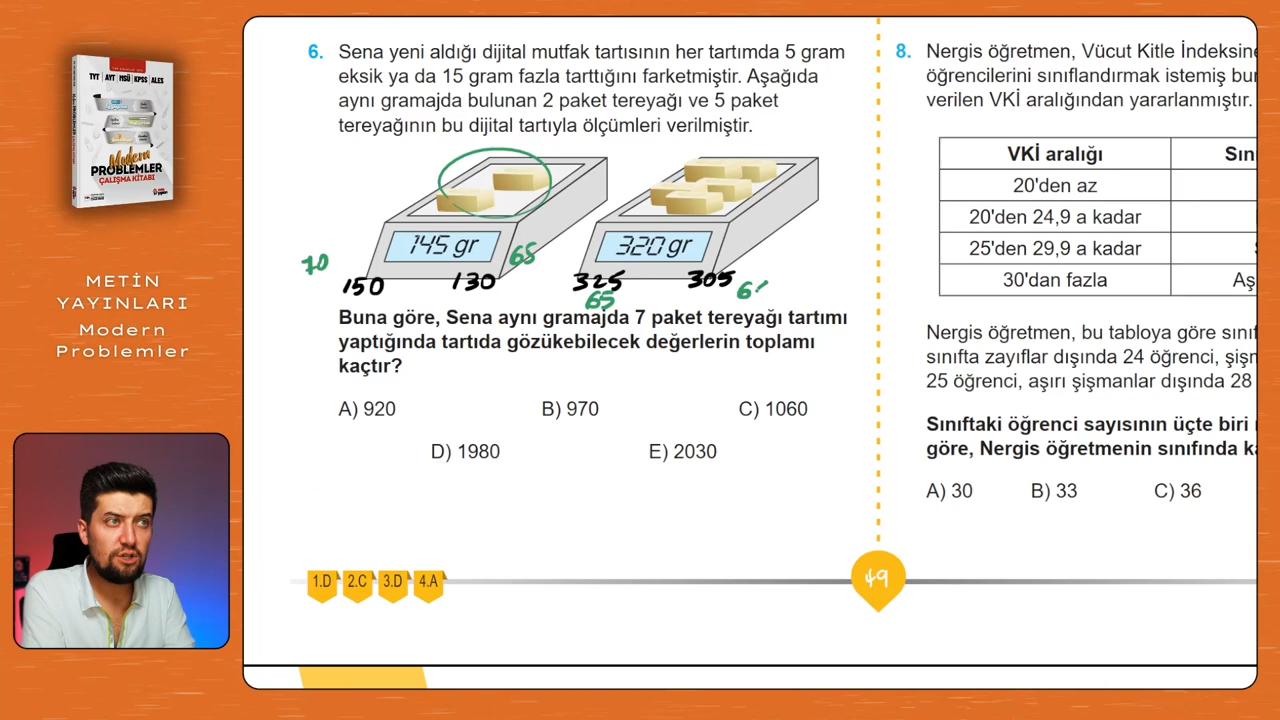 TYT AYT MSÜ KPSS ALES
Modern
PROBLEMLER
ÇALIŞMA KİTABI
METİN
YAYINLARI
Modern
Problemler
6. Sena yeni aldığı dijital mutfak tartısının her tartımda 5 gram
eksik ya da 15 gram fazla tarttığını farketmiştir. Aşağıda
aynı gramajda bulunan 2 paket tereyağı ve 5 paket
tereyağının bu dijital tartıyla ölçümleri verilmiştir.
145 gr
320 gr
70
65
150
130
325
305
65
Buna göre, Sena aynı gramajda 7 paket tereyağı tartımı
yaptığında tartıda gözükebilecek değerlerin toplamı
kaçtır?
A) 920 B) 970 C) 1060
D) 1980 E) 2030
1.D 2.C 3.D 4.A
49
8. Nergis öğretmen, Vücut Kitle İndeksine
öğrencilerini sınıflandırmak istemiş bu
verilen VKİ aralığından yararlanmıştır.
VKİ aralığı
20'den az
20'den 24,9 a kadar
25'den 29,9 a kadar
30'dan fazla
Nergis öğretmen, bu tabloya göre sınıf
sınıfta zayıflar dışında 24 öğrenci, şişm
25 öğrenci, aşırı şişmanlar dışında 28
Sınıftaki öğrenci sayısının üçte biri
göre, Nergis öğretmenin sınıfında ka
A) 30 B) 33 C) 36